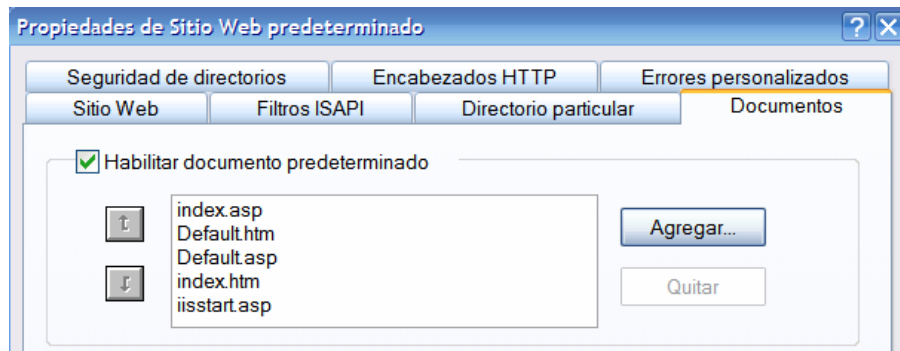 Propiedades de Sitio Web predeterminado
Seguridad de directorios Encabezados HTTP Errores personalizados
Sitio Web Filtros ISAPI Directorio particular Documentos
Habilitar documento predeterminado
index.asp
Default.htm
Default.asp
index.htm
iisstart.asp
Agregar...
Quitar